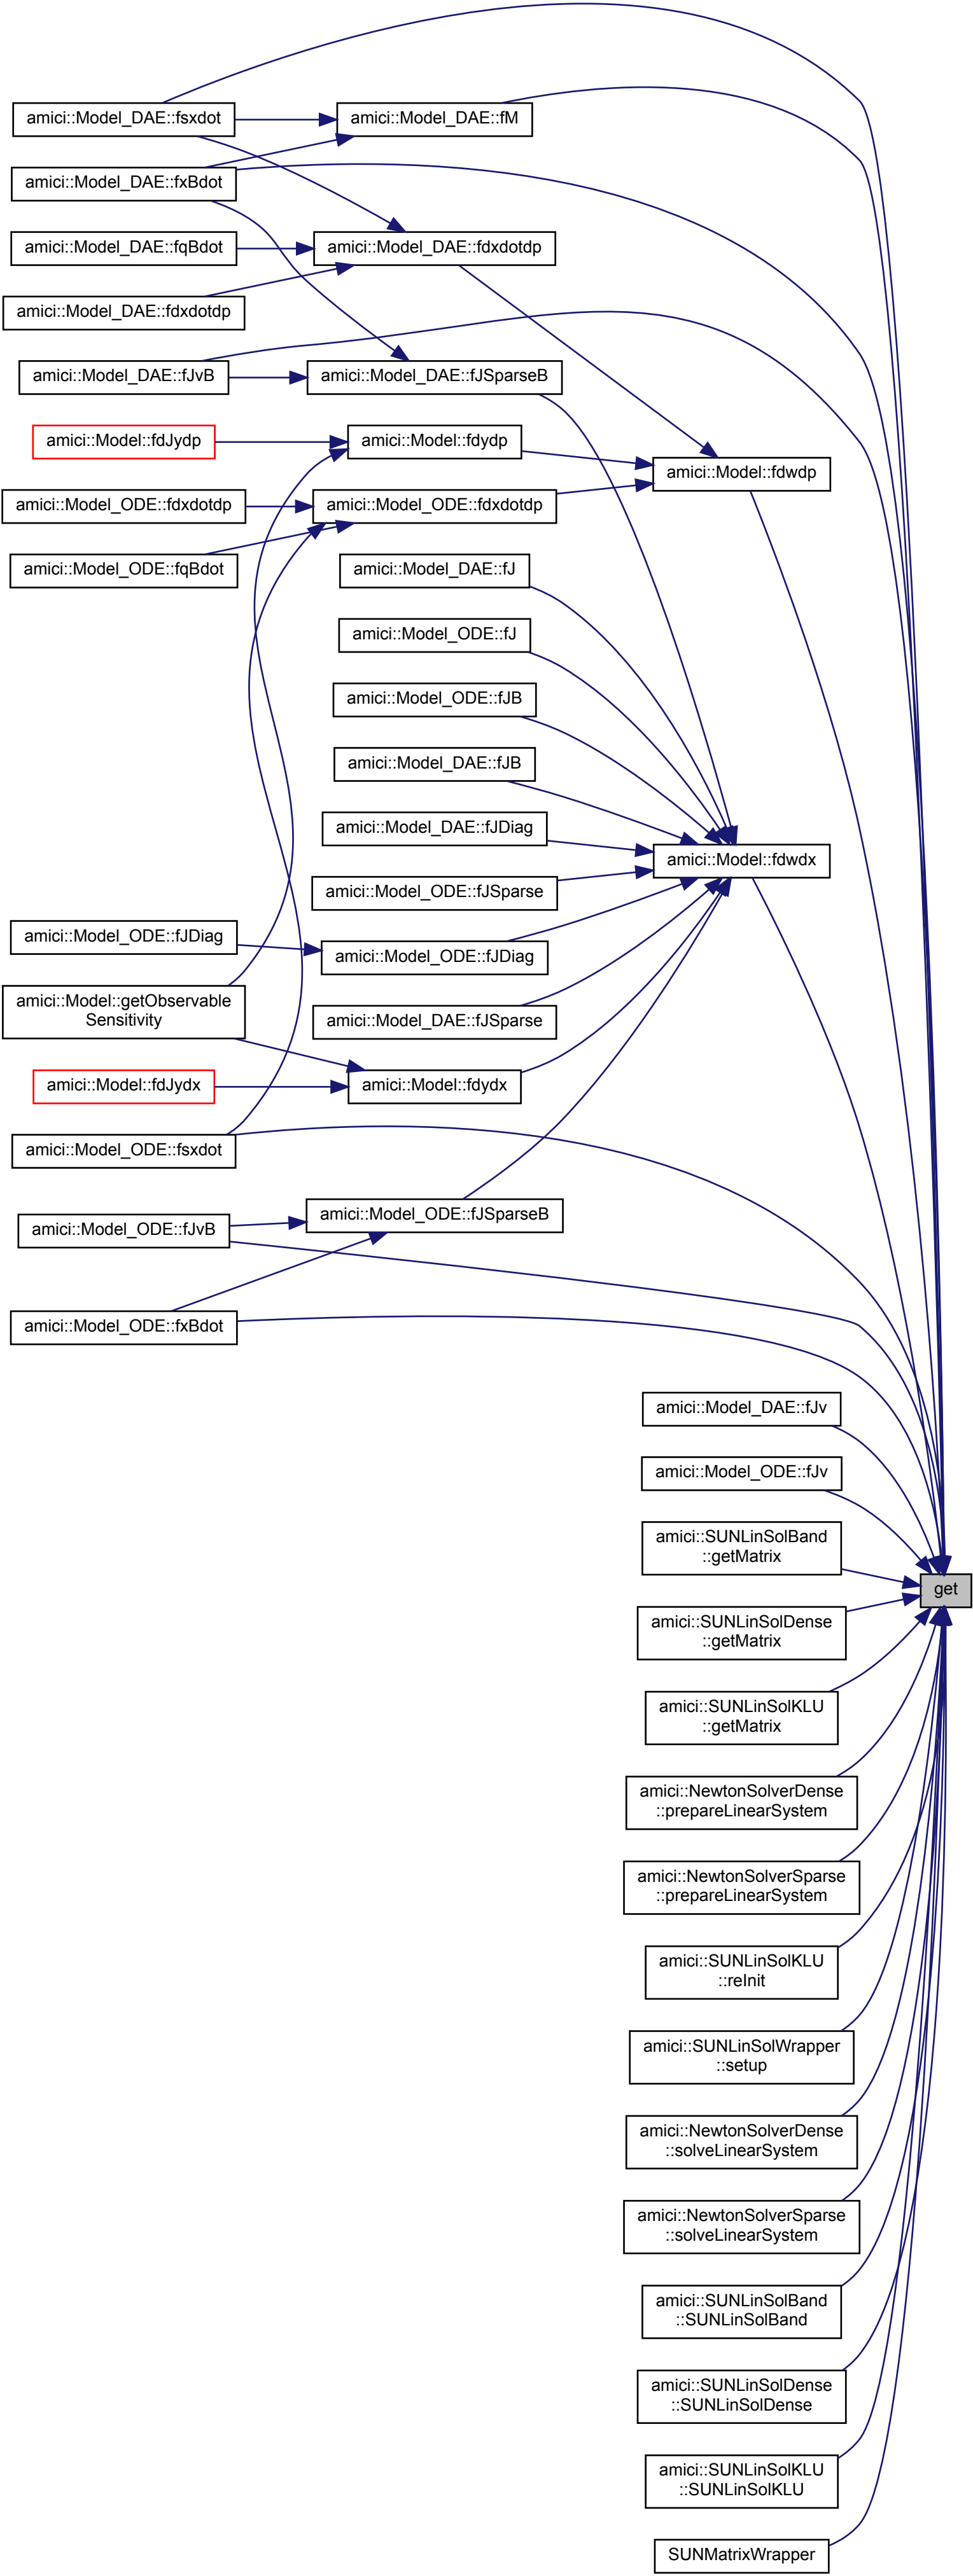 amici::Model_DAE::fsxdot
amici::Model_DAE::fM
amici::Model_DAE::fxBdot
amici::Model_DAE::fqBdot
amici::Model_DAE::fdxdotdp
amici::Model_DAE::fdxdotdp
amici::Model_DAE::fJvB
amici::Model_DAE::fJSparseB
amici::Model::fdJydp
amici::Model::fdydp
amici::Model::fdwdp
amici::Model_ODE::fdxdotdp
amici::Model_ODE::fdxdotdp
amici::Model_ODE::fqBdot
amici::Model_DAE::fJ
amici::Model_ODE::fJ
amici::Model_ODE::fJB
amici::Model_DAE::fJB
amici::Model_DAE::fJDiag
amici::Model::fdwdx
amici::Model_ODE::fJSparse
amici::Model_ODE::fJDiag
amici::Model_ODE::fJDiag
amici::Model::getObservable
Sensitivity
amici::Model_DAE::fJSparse
amici::Model::fdJydx
amici::Model::fdydx
amici::Model_ODE::fsxdot
amici::Model_ODE::fJSparseB
amici::Model_ODE::fJvB
amici::Model_ODE::fxBdot
amici::Model_DAE::fJv
amici::Model_ODE::fJv
amici::SUNLinSolBand
::getMatrix
get
amici::SUNLinSolDense
::getMatrix
amici::SUNLinSolKLU
::getMatrix
amici::NewtonSolverDense
::prepareLinearSystem
amici::NewtonSolverSparse
::prepareLinearSystem
amici::SUNLinSolKLU
::reInit
amici::SUNLinSolWrapper
::setup
amici::NewtonSolverDense
::solveLinearSystem
amici::NewtonSolverSparse
::solveLinearSystem
amici::SUNLinSolBand
::SUNLinSolBand
amici::SUNLinSolDense
::SUNLinSolDense
amici::SUNLinSolKLU
::SUNLinSolKLU
SUNMatrixWrapper